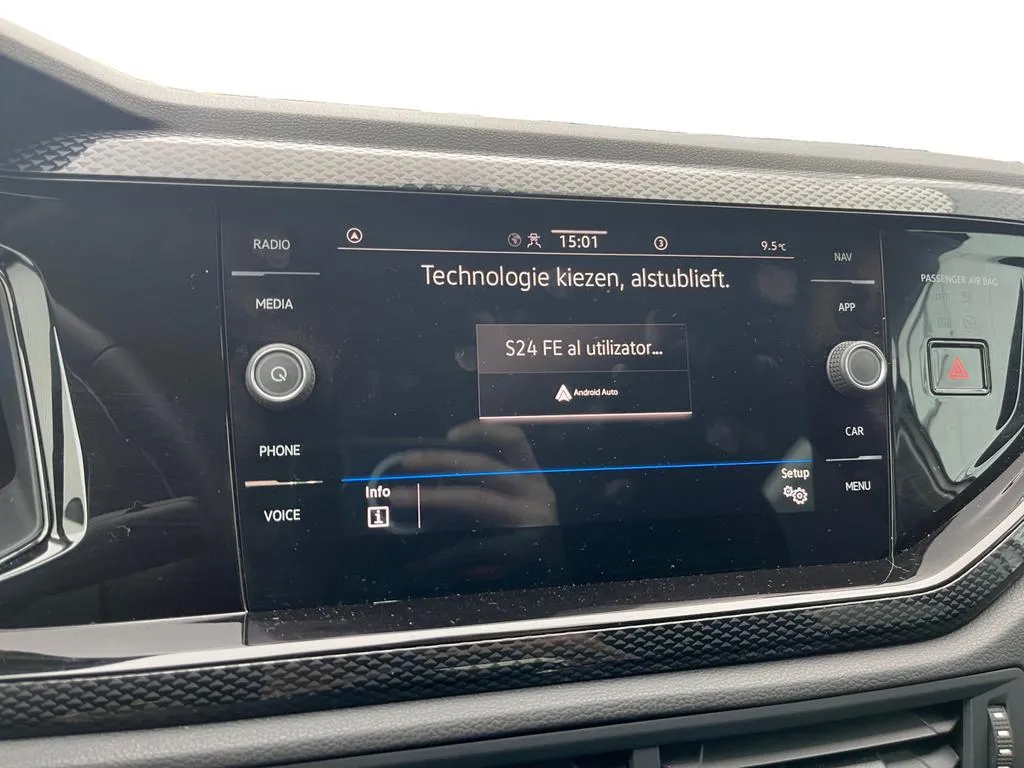 RADIO
MEDIA
PHONE
VOICE
15:01
3
9.5°C
Technologie kiezen, alstublieft.
S24 FE al utilizator...
Android Auto
Info
i
Setup
NAV
APP
CAR
MENU
PASSENGER AIR BAG